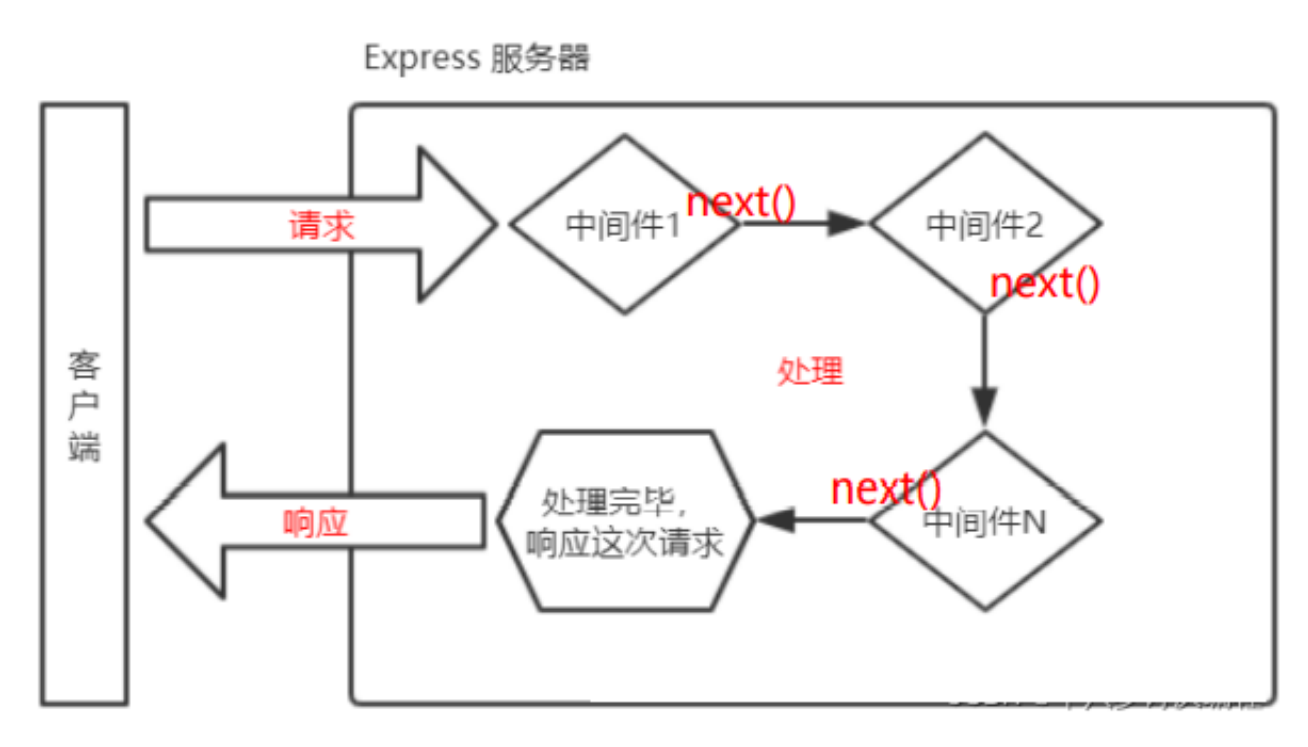 Express 服务器
请求
中间件1
next()
中间件2
next()
客户端
处理
next()
中间件N
处理完毕，
响应这次请求
响应